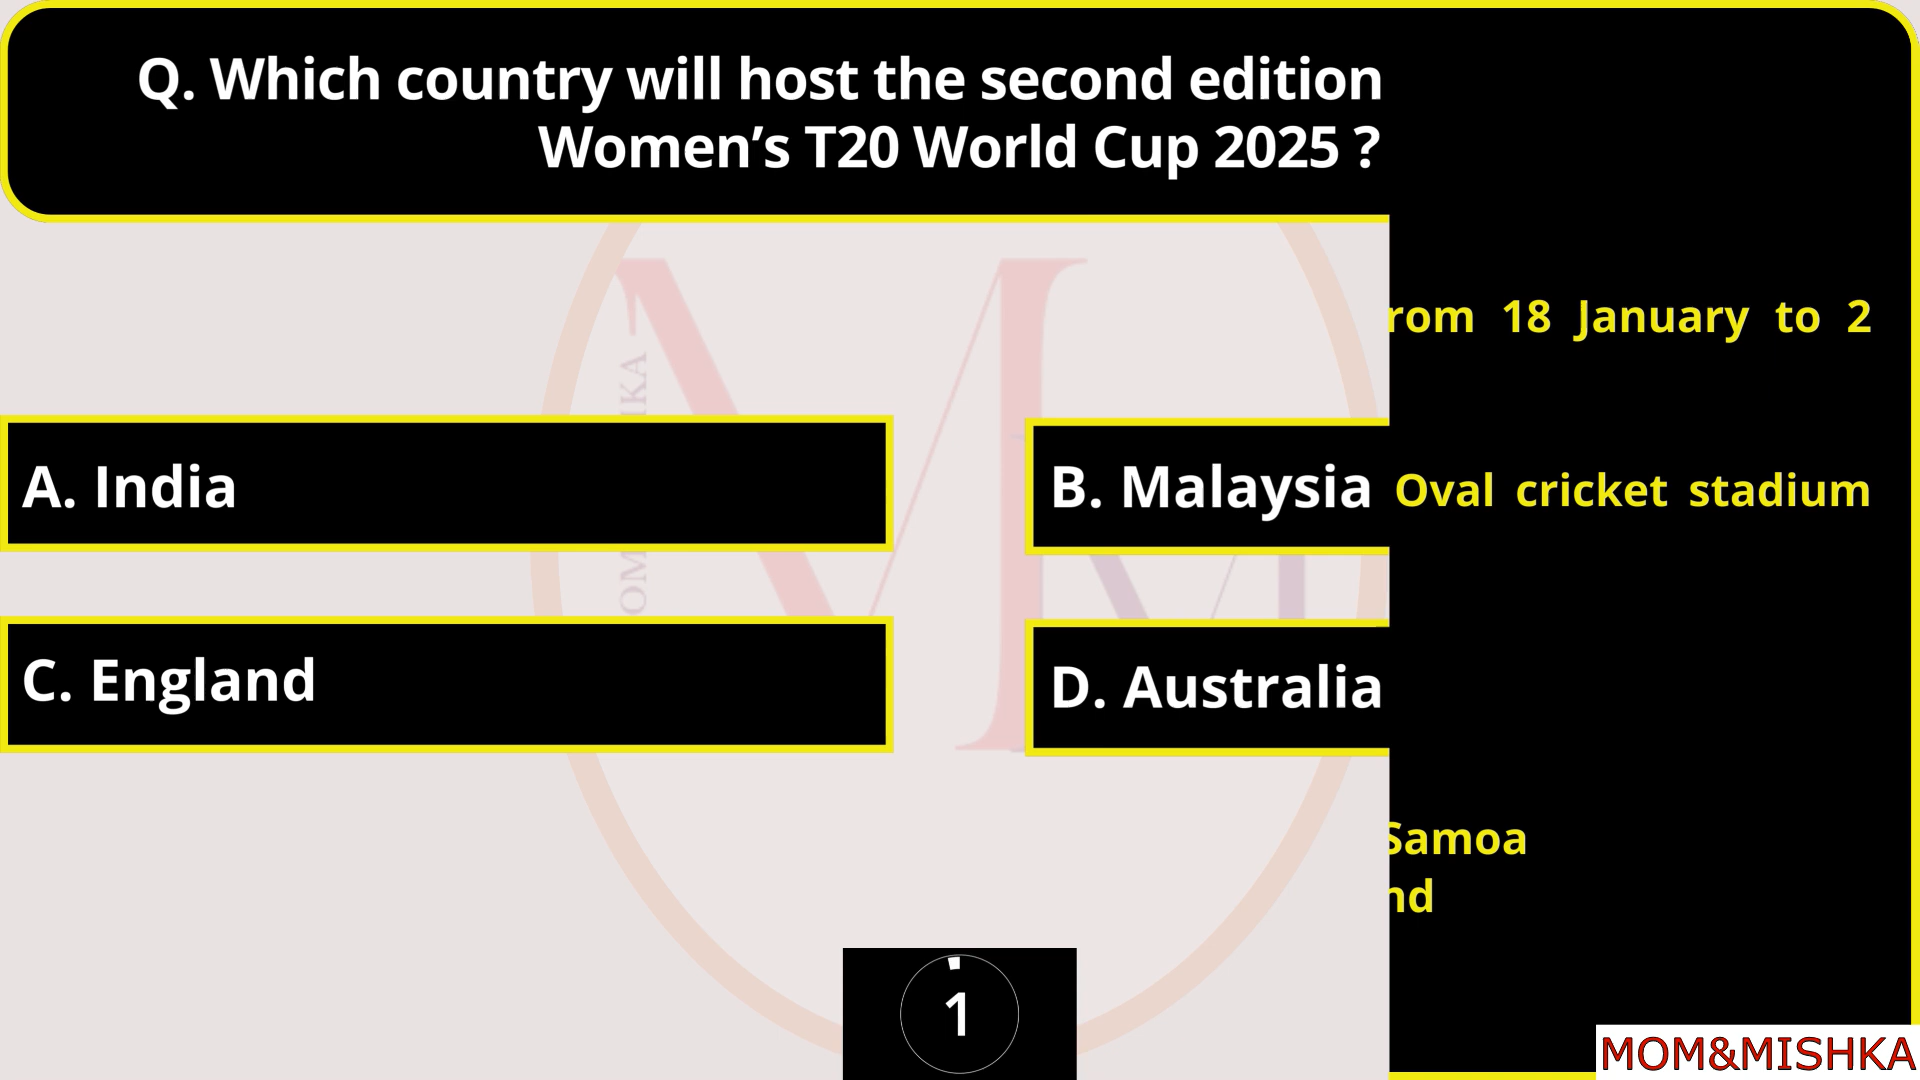 Q. Which country will host the second edition
Women’s T20 World Cup 2025 ?
rom 18 January to 2
A. India
B. Malaysia
Oval cricket stadium
C. England
D. Australia
Samoa
nd
1
MOM&MISHKA